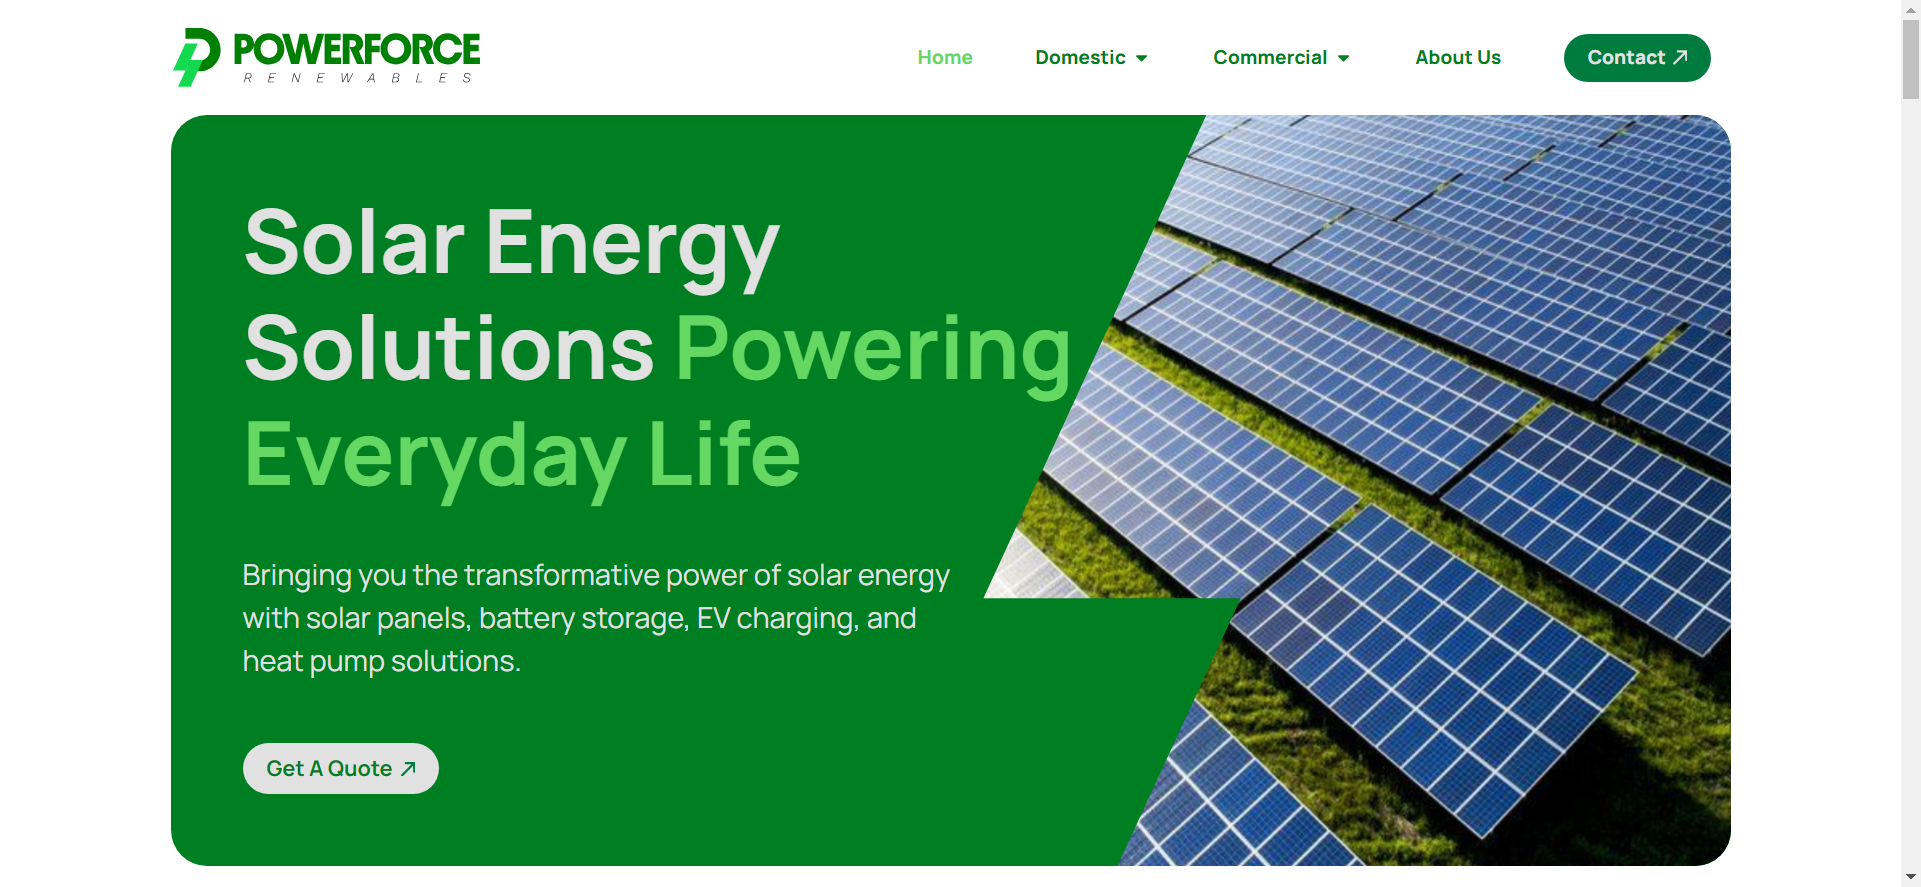 POWERFORCE
RENEWABLES
Home
Domestic
Commercial
About Us
Contact
Solar Energy
Solutions Powering
Everyday Life
Bringing you the transformative power of solar energy
with solar panels, battery storage, EV charging, and
heat pump solutions.
Get A Quote